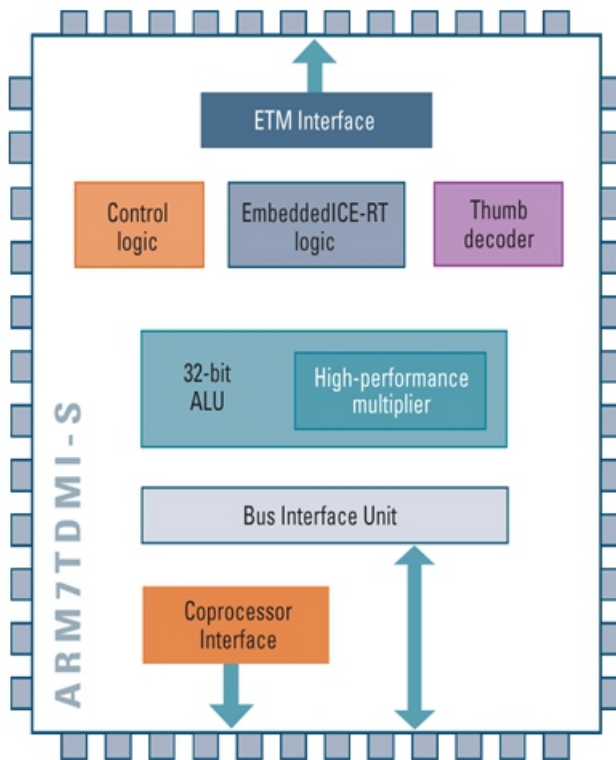 ETM Interface
Control
logic
EmbeddedICE-RT
logic
Thumb
decoder
32-bit
ALU
High-performance
multiplier
Bus Interface Unit
Coprocessor
Interface
ARM7TDMI-S